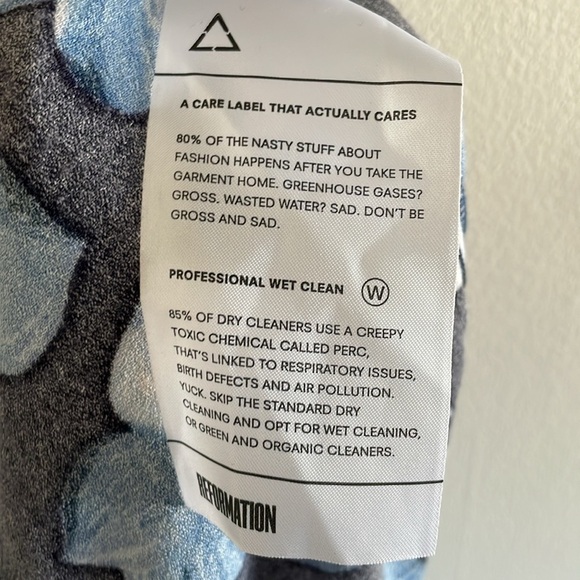 A CARE LABEL THAT ACTUALLY CARES
80% OF THE NASTY STUFF ABOUT
FASHION HAPPENS AFTER YOU TAKE THE
GARMENT HOME. GREENHOUSE GASES?
GROSS. WASTED WATER? SAD. DON'T BE
GROSS AND SAD.
PROFESSIONAL WET CLEAN W
85% OF DRY CLEANERS USE A CREEPY
TOXIC CHEMICAL CALLED PERC,
THAT'S LINKED TO RESPIRATORY ISSUES,
BIRTH DEFECTS AND AIR POLLUTION.
YUCK. SKIP THE STANDARD DRY
CLEANING AND OPT FOR WET CLEANING,
OR GREEN AND ORGANIC CLEANERS.
REFORMATION